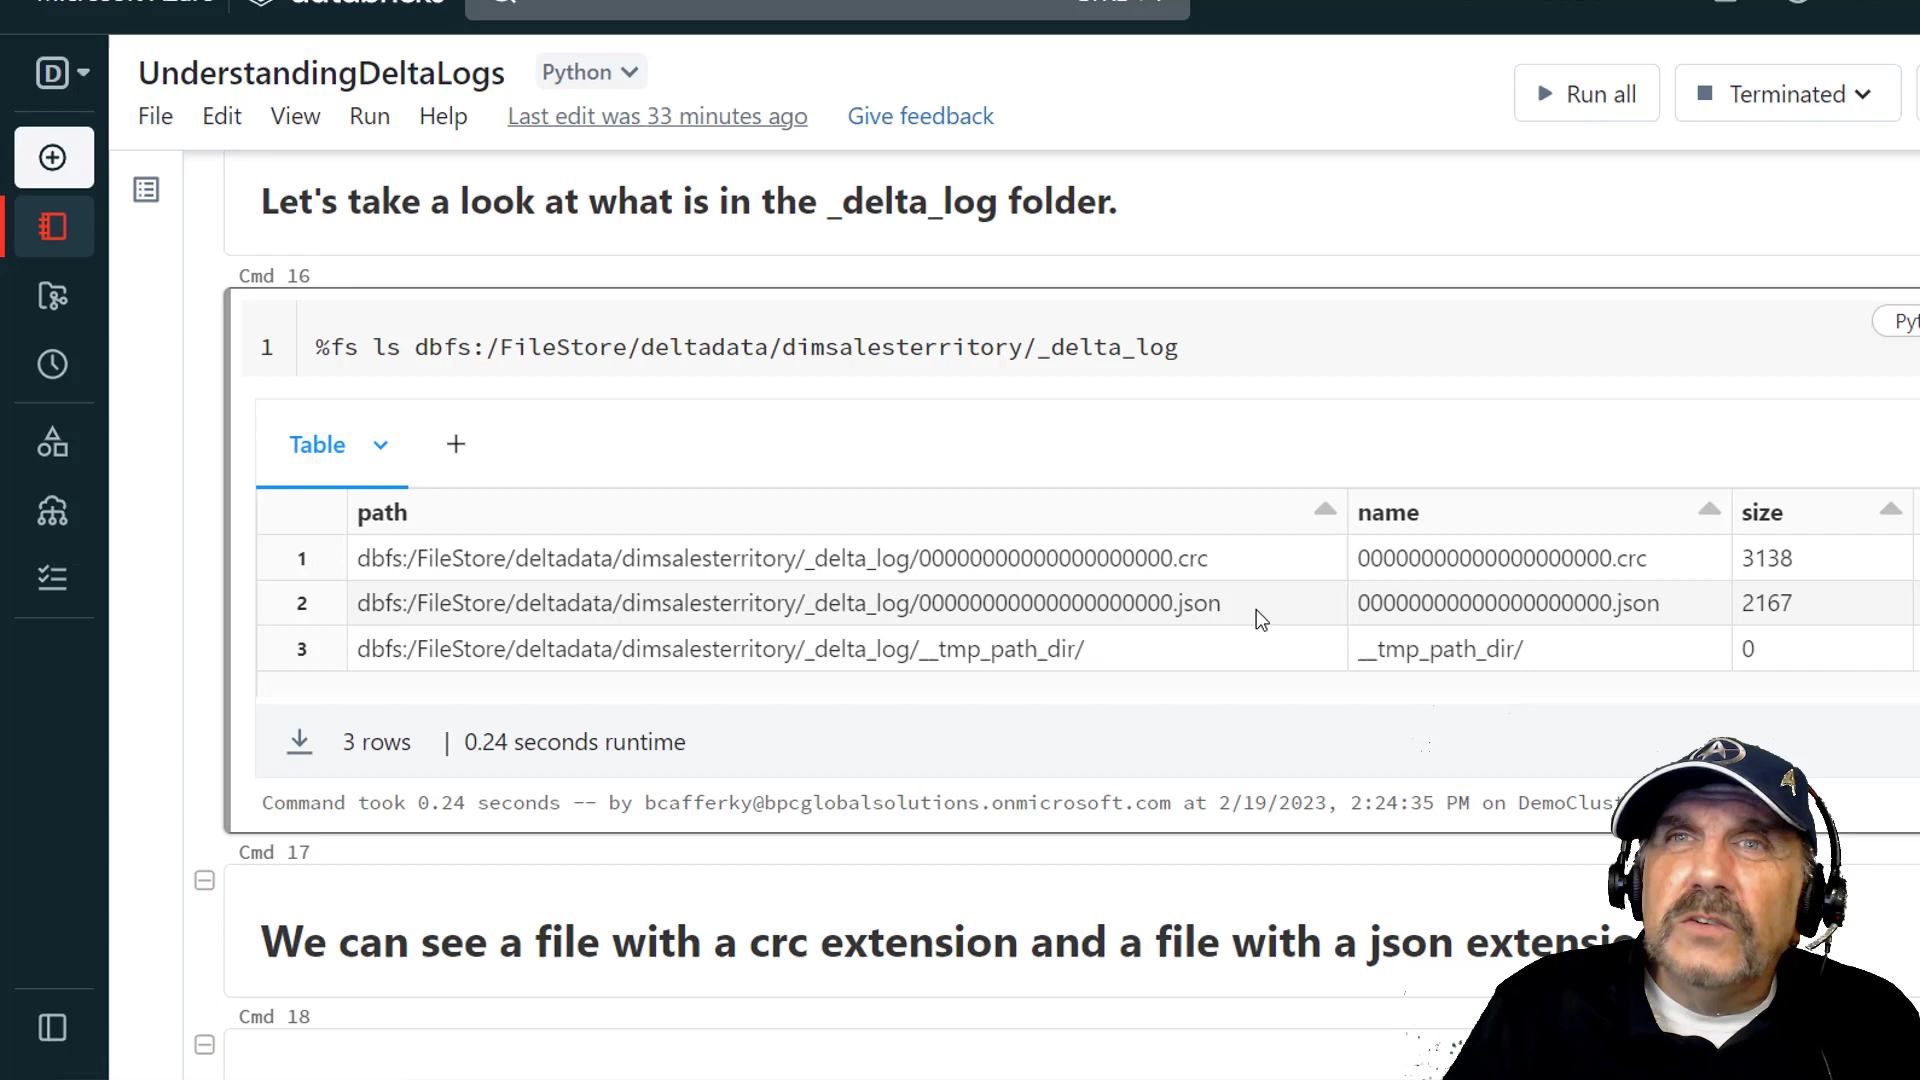 databricks
UnderstandingDeltaLogs
Python
File Edit View Run Help Last edit was 33 minutes ago Give feedback
Run all
Terminated
Let's take a look at what is in the _delta_log folder.
Cmd 16
1 %fs ls dbfs:/FileStore/deltadata/dimsalesterritory/_delta_log
Table +
path name size
1 dbfs:/FileStore/deltadata/dimsalesterritory/_delta_log/00000000000000000000.crc 00000000000000000000.crc 3138
2 dbfs:/FileStore/deltadata/dimsalesterritory/_delta_log/00000000000000000000.json 00000000000000000000.json 2167
3 dbfs:/FileStore/deltadata/dimsalesterritory/_delta_log/__tmp_path_dir/ __tmp_path_dir/ 0
3 rows | 0.24 seconds runtime
Command took 0.24 seconds -- by bcafferky@bpcglobalsolutions.onmicrosoft.com at 2/19/2023, 2:24:35 PM on DemoClust
Cmd 17
We can see a file with a crc extension and a file with a json extensio
Cmd 18